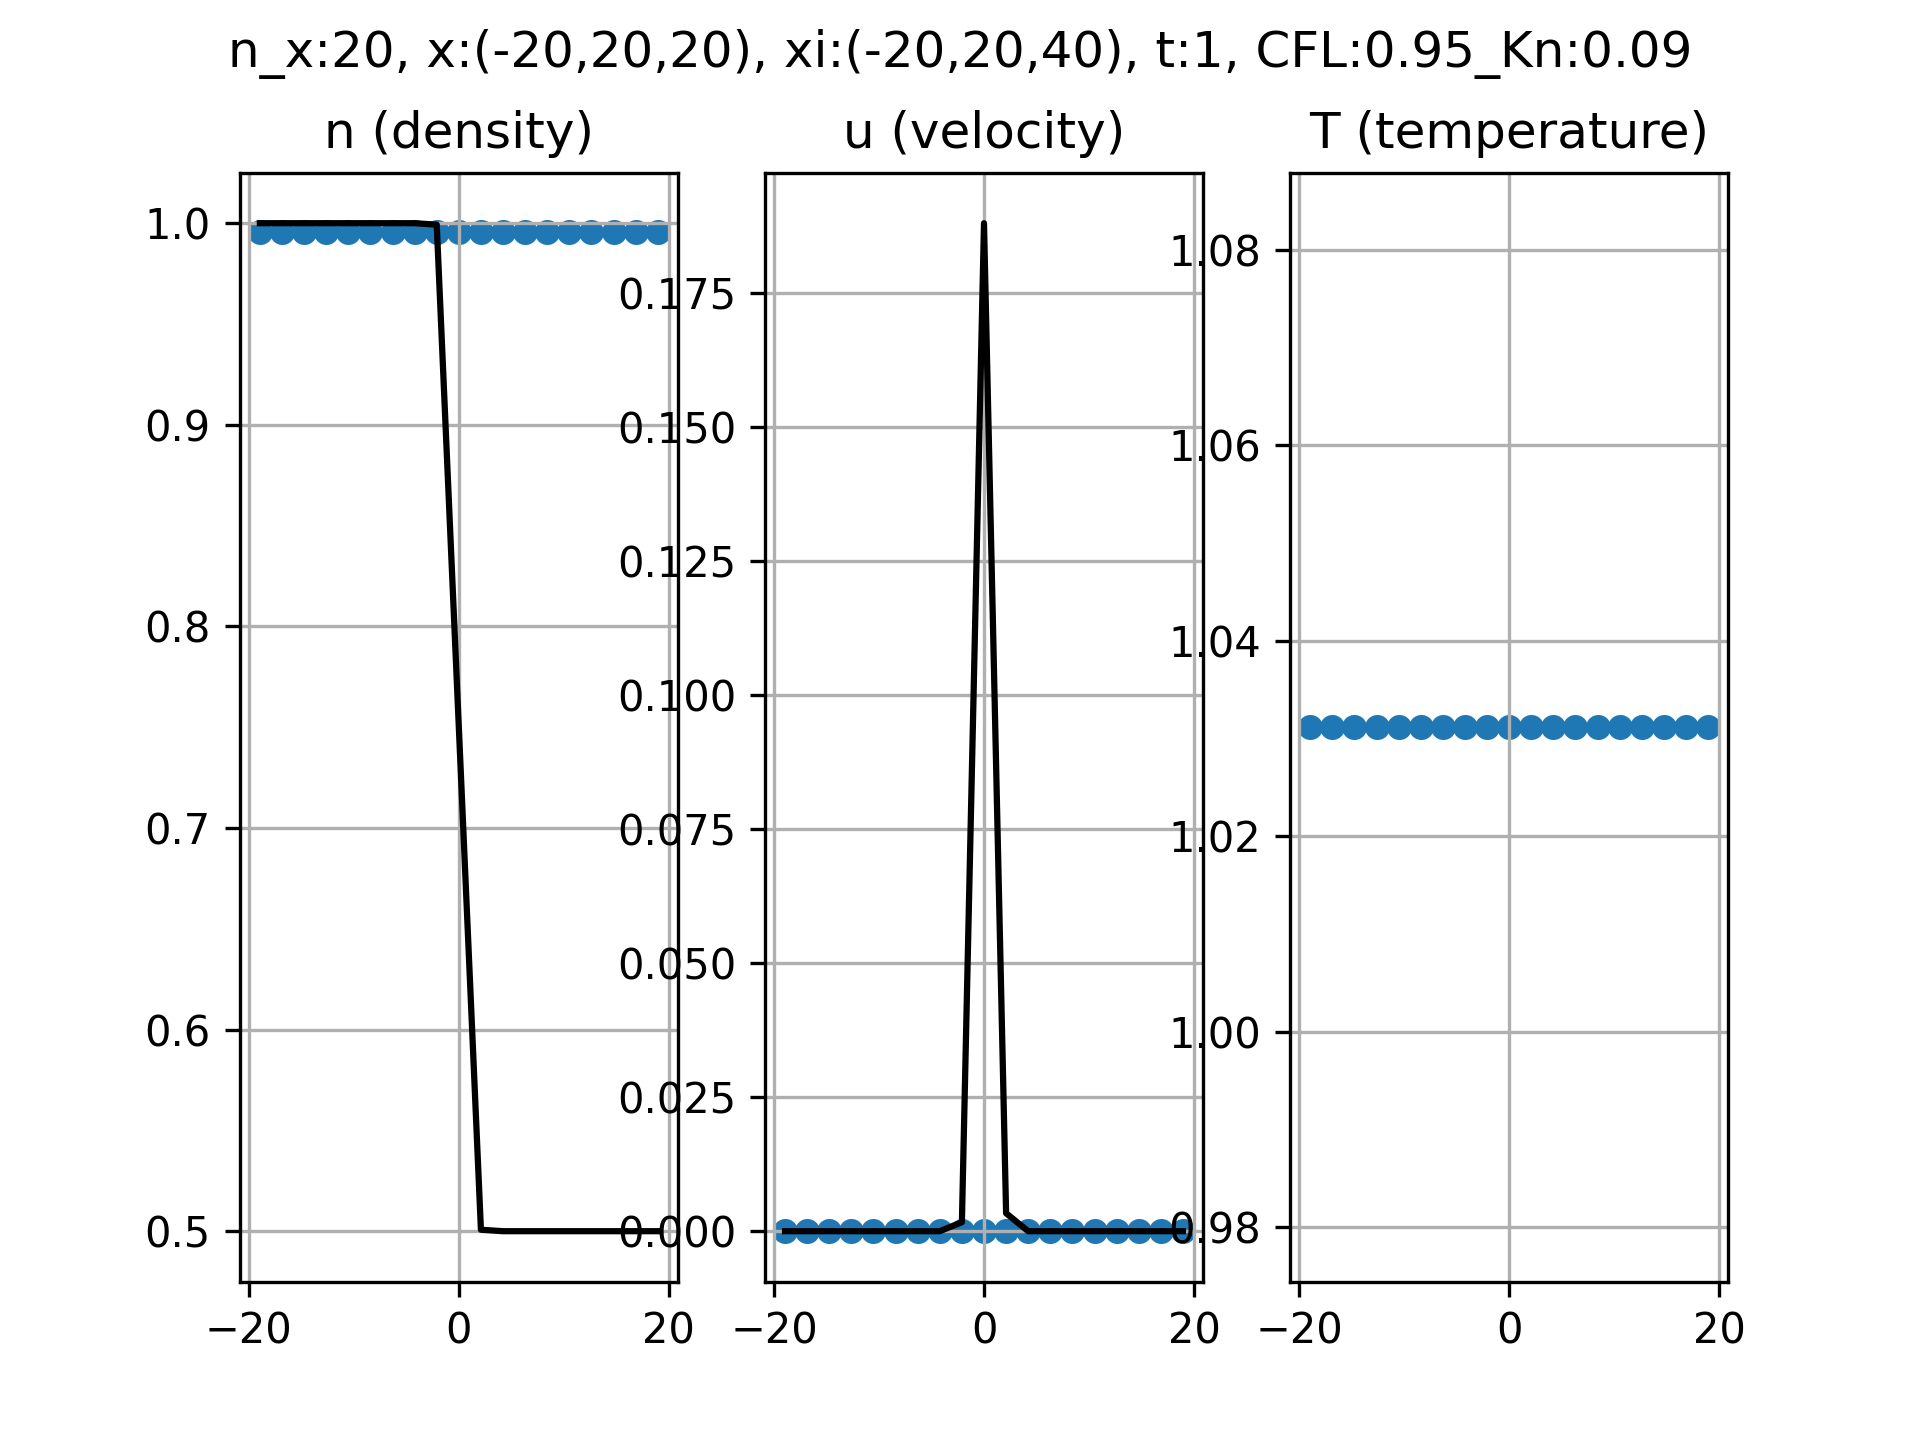 n_x:20, x:(-20,20,20), xi:(-20,20,40), t:1, CFL:0.95_Kn:0.09
n (density)
1.0
0.9
0.8
0.7
0.6
0.5
−20 0 20
u (velocity)
0.175
0.150
0.125
0.100
0.075
0.050
0.025
0.000
−20 0 20
T (temperature)
1.08
1.06
1.04
1.02
1.00
0.98
−20 0 20